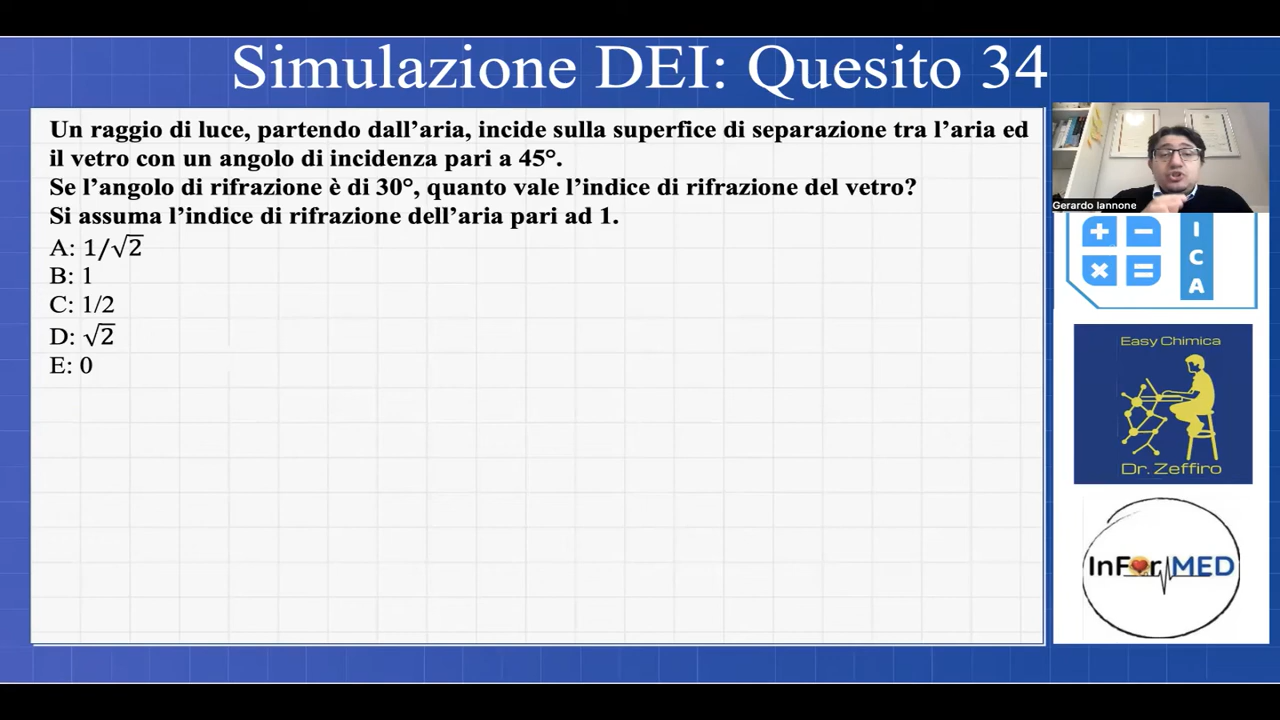 Simulazione DEI: Quesito 34
Un raggio di luce, partendo dall’aria, incide sulla superfice di separazione tra l’aria ed
il vetro con un angolo di incidenza pari a 45°.
Se l’angolo di rifrazione è di 30°, quanto vale l’indice di rifrazione del vetro?
Si assuma l’indice di rifrazione dell’aria pari ad 1.
A: 1/√2
B: 1
C: 1/2
D: √2
E: 0
Gerardo Iannone
+ − I
C
× = A
Easy Chimica
Dr. Zeffiro
InForMED